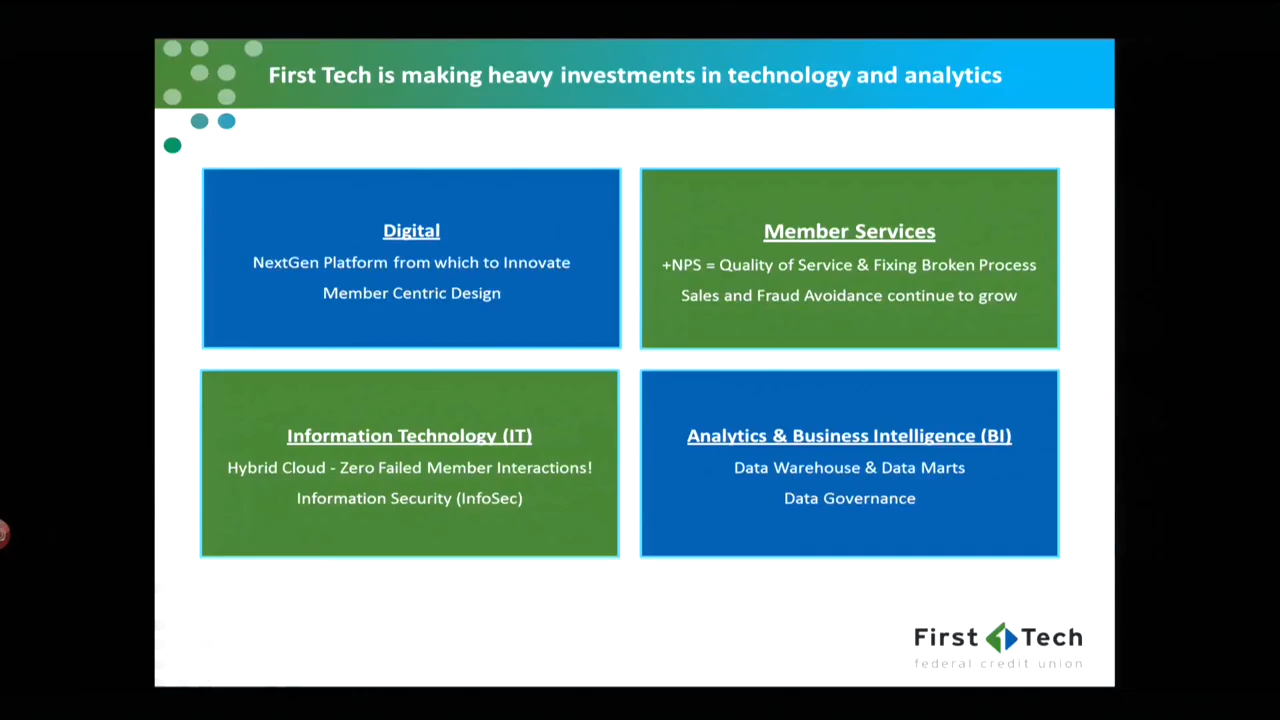 First Tech is making heavy investments in technology and analytics
Digital
NextGen Platform from which to Innovate
Member Centric Design
Member Services
+NPS = Quality of Service & Fixing Broken Process
Sales and Fraud Avoidance continue to grow
Information Technology (IT)
Hybrid Cloud - Zero Failed Member Interactions!
Information Security (InfoSec)
Analytics & Business Intelligence (BI)
Data Warehouse & Data Marts
Data Governance
First Tech
federal credit union